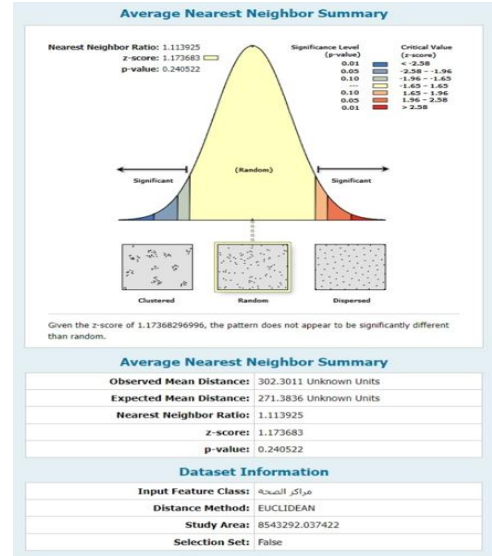 Average Nearest Neighbor Summary
Nearest Neighbor Ratio: 1.113925
z-score: 1.173683
p-value: 0.240522
Significance Level (p-value)
Critical Value (z-score)
0.01 < -2.58
0.05 -2.58 - -1.96
0.10 -1.96 - -1.65
--- -1.65 - 1.65
0.10 1.65 - 1.96
0.05 1.96 - 2.58
0.01 > 2.58
(Random)
Significant
Significant
Clustered
Random
Dispersed
Given the z-score of 1.17368296996, the pattern does not appear to be significantly different
than random.
Average Nearest Neighbor Summary
Observed Mean Distance: 302.3011 Unknown Units
Expected Mean Distance: 271.3836 Unknown Units
Nearest Neighbor Ratio: 1.113925
z-score: 1.173683
p-value: 0.240522
Dataset Information
Input Feature Class: مراكز الصحه
Distance Method: EUCLIDEAN
Study Area: 8543292.037422
Selection Set: False